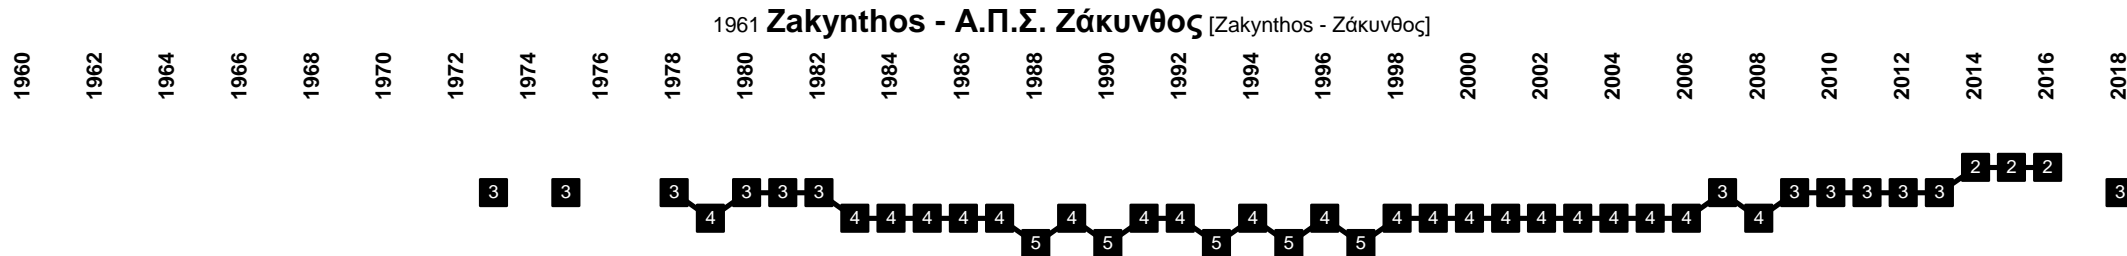 1961 Zakynthos - Α.Π.Σ. Ζάκυνθος [Zakynthos - Ζάκυνθος]
1960 1962 1964 1966 1968 1970 1972 1974 1976 1978 1980 1982 1984 1986 1988 1990 1992 1994 1996 1998 2000 2002 2004 2006 2008 2010 2012 2014 2016 2018
2 2 2
3 3 3 3 3 3 3 3 3 3 3 3 3
4 4 4 4 4 4 4 4 4 4 4 4 4 4 4 4 4 4 4 4 4
5 5 5 5 5